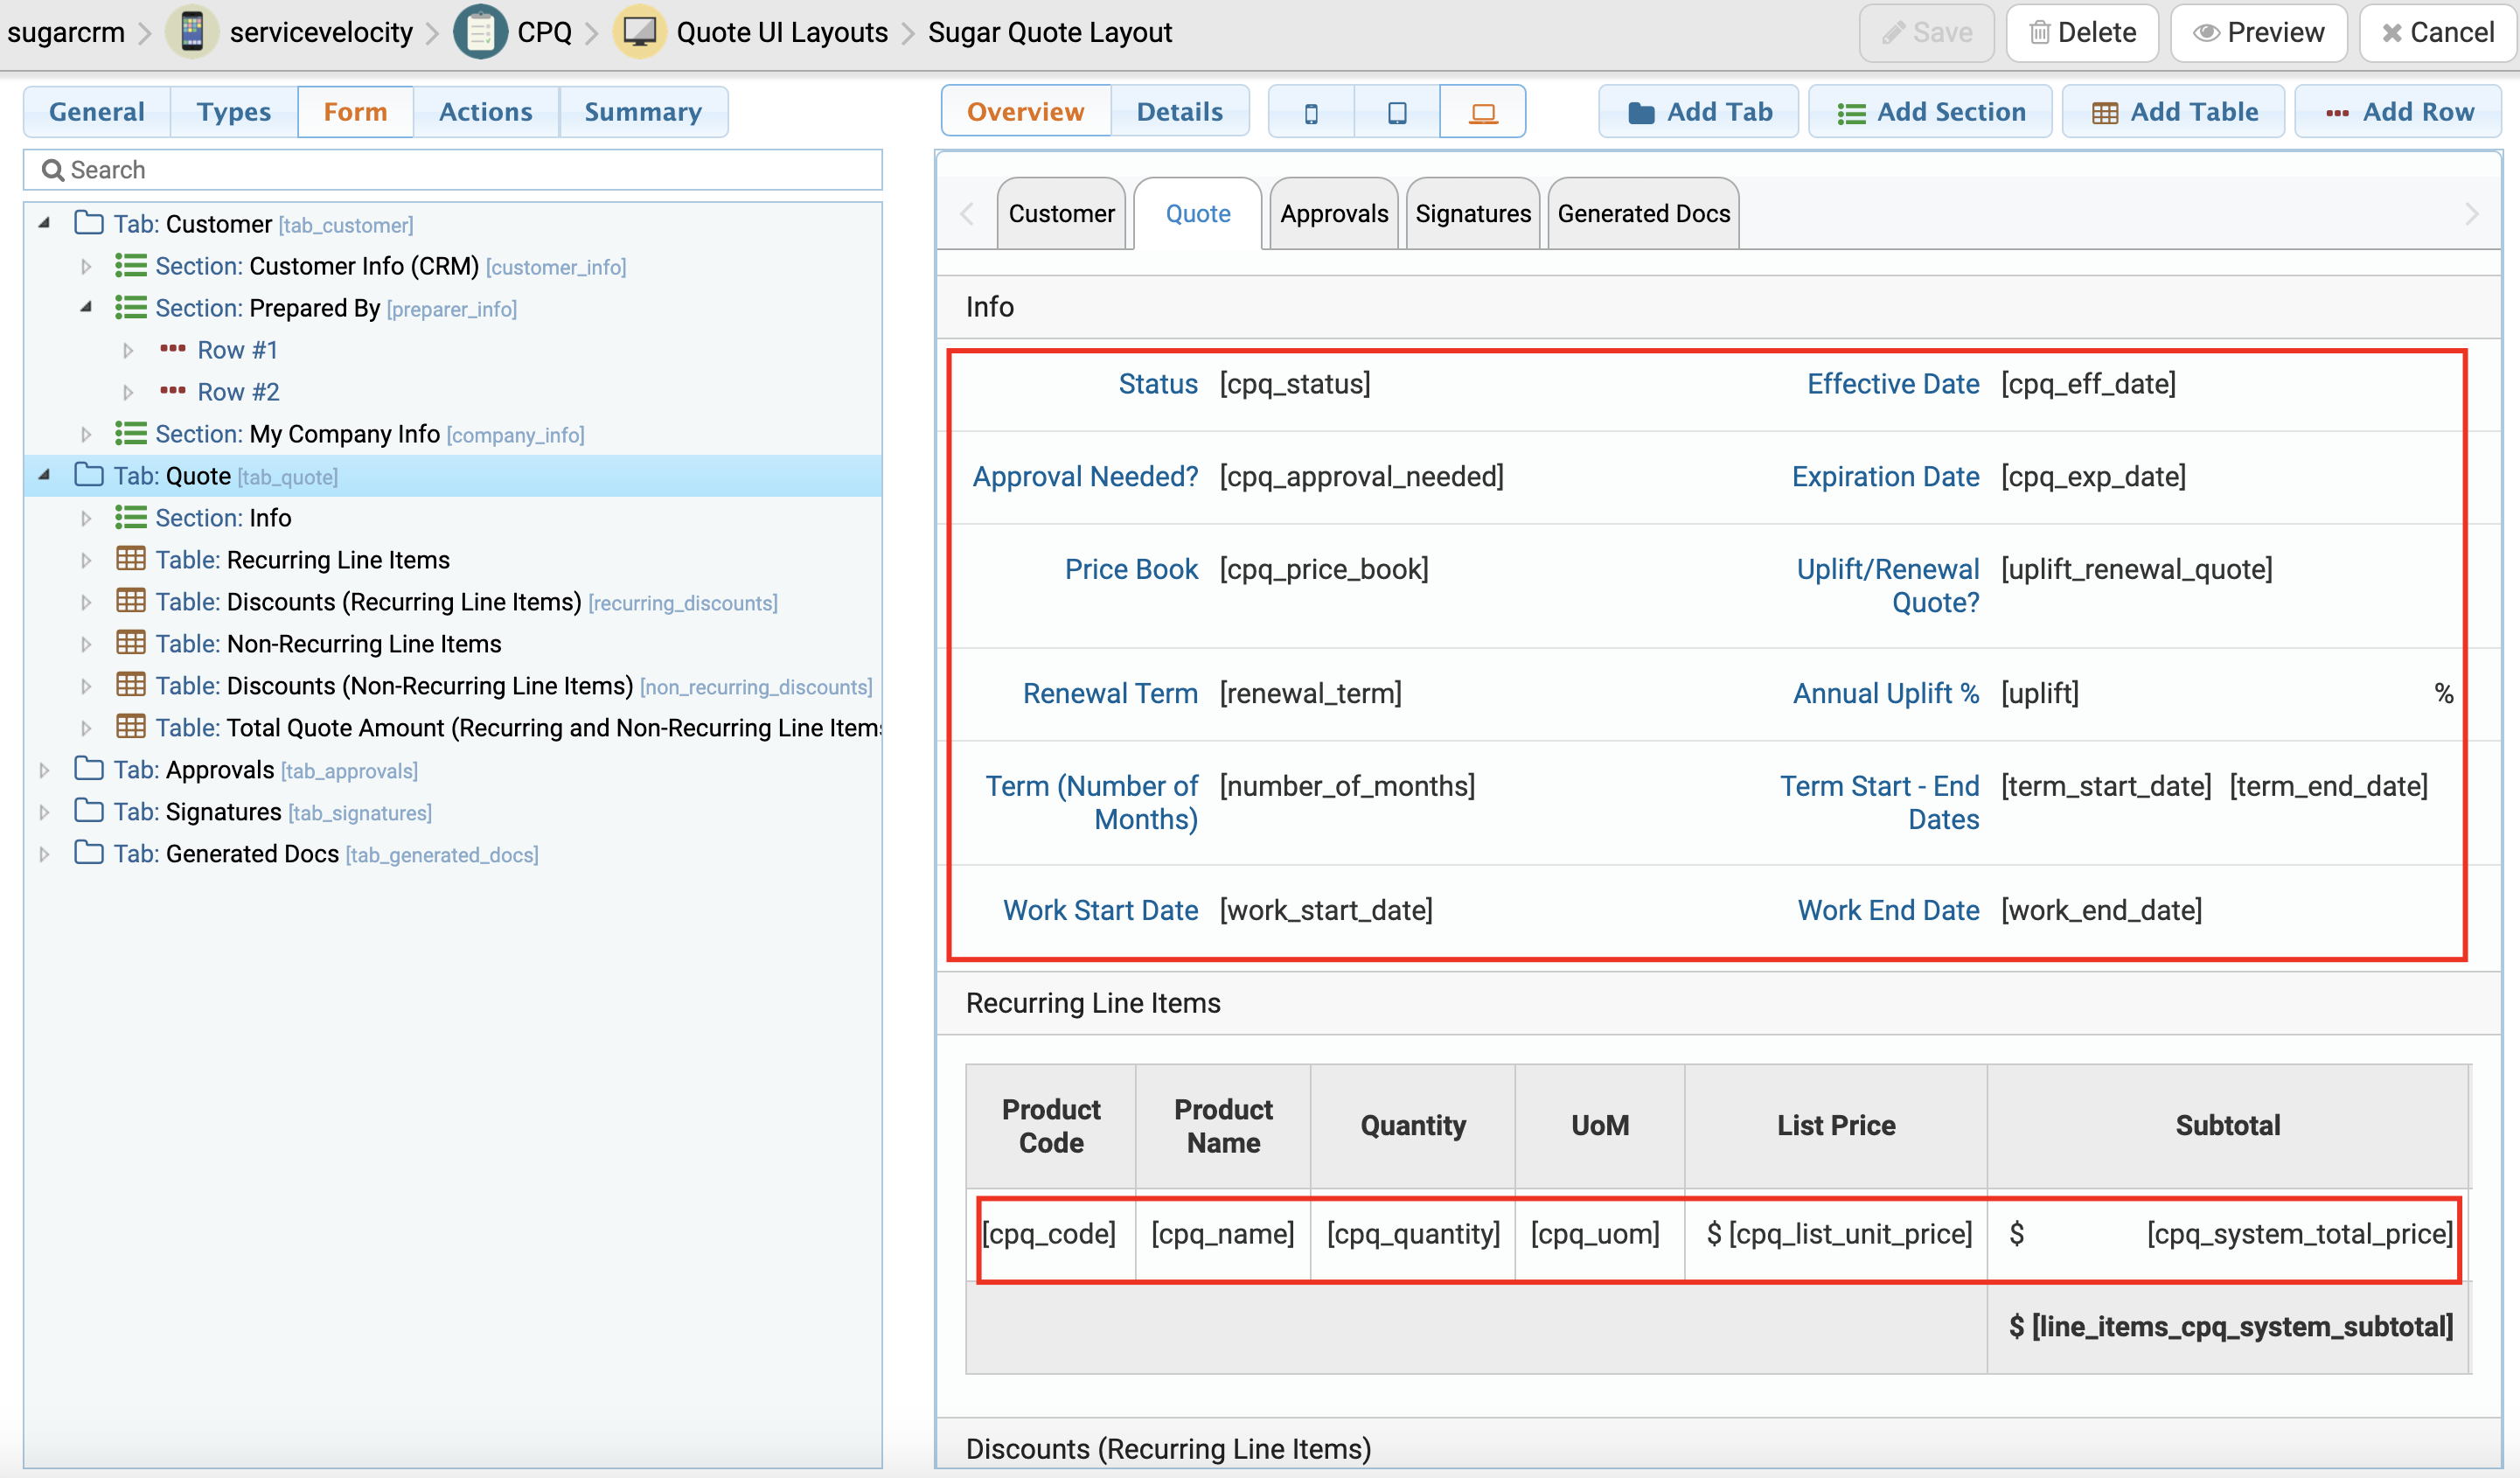 sugarcrm servicevelocity CPQ Quote UI Layouts Sugar Quote Layout Save Delete Preview Cancel
General Types Form Actions Summary
Search
Tab: Customer [tab_customer]
Section: Customer Info (CRM) [customer_info]
Section: Prepared By [preparer_info]
Row #1
Row #2
Section: My Company Info [company_info]
Tab: Quote [tab_quote]
Section: Info
Table: Recurring Line Items
Table: Discounts (Recurring Line Items) [recurring_discounts]
Table: Non-Recurring Line Items
Table: Discounts (Non-Recurring Line Items) [non_recurring_discounts]
Table: Total Quote Amount (Recurring and Non-Recurring Line Items
Tab: Approvals [tab_approvals]
Tab: Signatures [tab_signatures]
Tab: Generated Docs [tab_generated_docs]
Overview Details Add Tab Add Section Add Table Add Row
Customer Quote Approvals Signatures Generated Docs
Info
Status [cpq_status] Effective Date [cpq_eff_date]
Approval Needed? [cpq_approval_needed] Expiration Date [cpq_exp_date]
Price Book [cpq_price_book] Uplift/Renewal [uplift_renewal_quote]
Quote?
Renewal Term [renewal_term] Annual Uplift % [uplift] %
Term (Number of [number_of_months] Term Start - End [term_start_date] [term_end_date]
Months) Dates
Work Start Date [work_start_date] Work End Date [work_end_date]
Recurring Line Items
Product Code Product Name Quantity UoM List Price Subtotal
[cpq_code] [cpq_name] [cpq_quantity] [cpq_uom] $ [cpq_list_unit_price] $ [cpq_system_total_price]
$ [line_items_cpq_system_subtotal]
Discounts (Recurring Line Items)